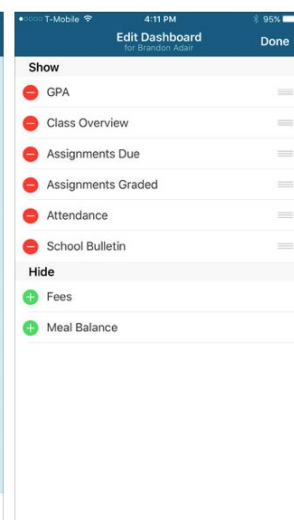 T-Mobile 4:11 PM 95%
Edit Dashboard
for Brandon Adair
Done
Show
GPA
Class Overview
Assignments Due
Assignments Graded
Attendance
School Bulletin
Hide
Fees
Meal Balance